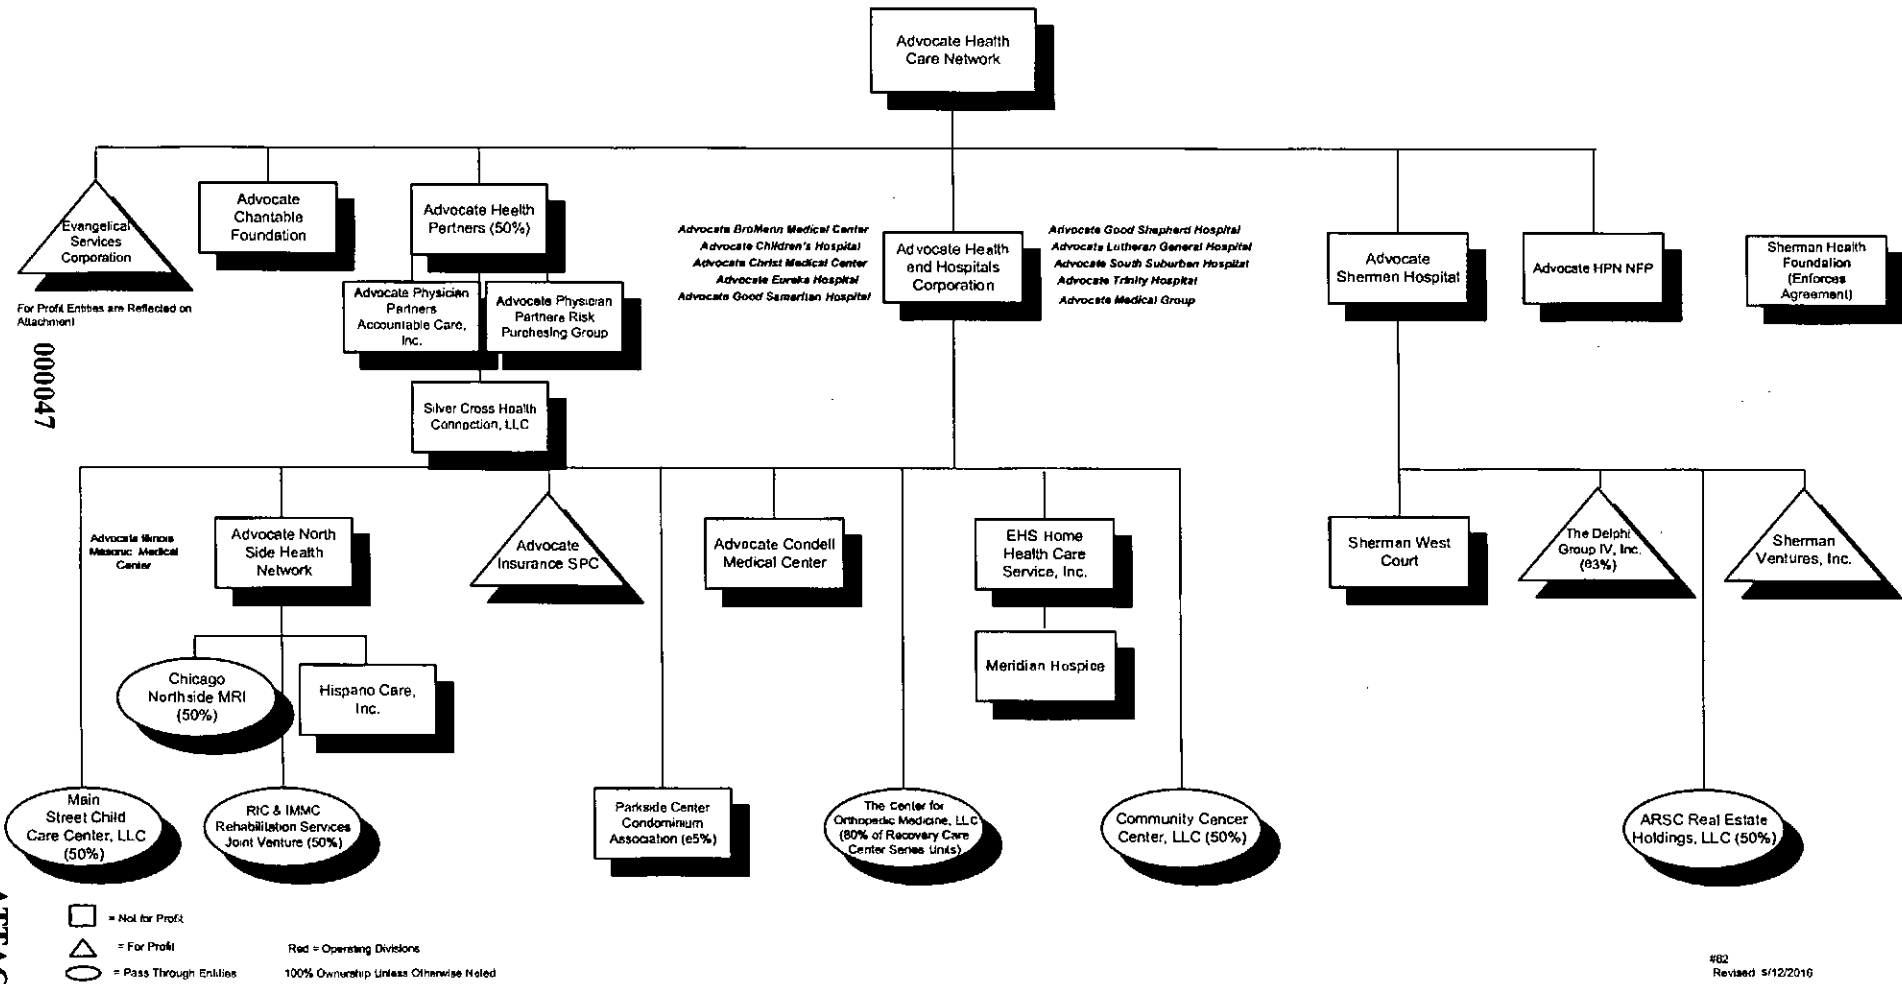 Advocate Health
Care Network
Evangelical
Services
Corporation
For Profit Entities are Reflected on
Attachment
Advocate
Charitable
Foundation
Advocate Health
Partners (50%)
Advocate Physician
Partners
Accountable Care,
Inc.
Advocate Physician
Partners Risk
Purchasing Group
Silver Cross Health
Connection, LLC
Advocate BroMenn Medical Center
Advocate Children's Hospital
Advocate Christ Medical Center
Advocate Eureka Hospital
Advocate Good Samaritan Hospital
Advocate Health
and Hospitals
Corporation
Advocate Good Shepherd Hospital
Advocate Lutheran General Hospital
Advocate South Suburban Hospital
Advocate Trinity Hospital
Advocate Medical Group
Advocate
Sherman Hospital
Advocate HPN NFP
Sherman Health
Foundation
(Enforces
Agreement)
000047
Advocate Illinois
Masonic Medical
Center
Advocate North
Side Health
Network
Advocate
Insurance SPC
Advocate Condell
Medical Center
EHS Home
Health Care
Service, Inc.
Meridian Hospice
Sherman West
Court
The Delphi
Group IV, Inc.
(83%)
Sherman
Ventures, Inc.
Chicago
Northside MRI
(50%)
Hispano Care,
Inc.
Main
Street Child
Care Center, LLC
(50%)
RIC & IMMC
Rehabilitation Services
Joint Venture (50%)
Parkside Center
Condominium
Association (e5%)
The Center for
Orthopedic Medicine, LLC
(80% of Recovery Care
Center Series Units)
Community Cancer
Center, LLC (50%)
ARSC Real Estate
Holdings, LLC (50%)
= Not for Profit
= For Profit
= Pass Through Entities
Red = Operating Divisions
100% Ownership Unless Otherwise Noted
#82
Revised 5/12/2016